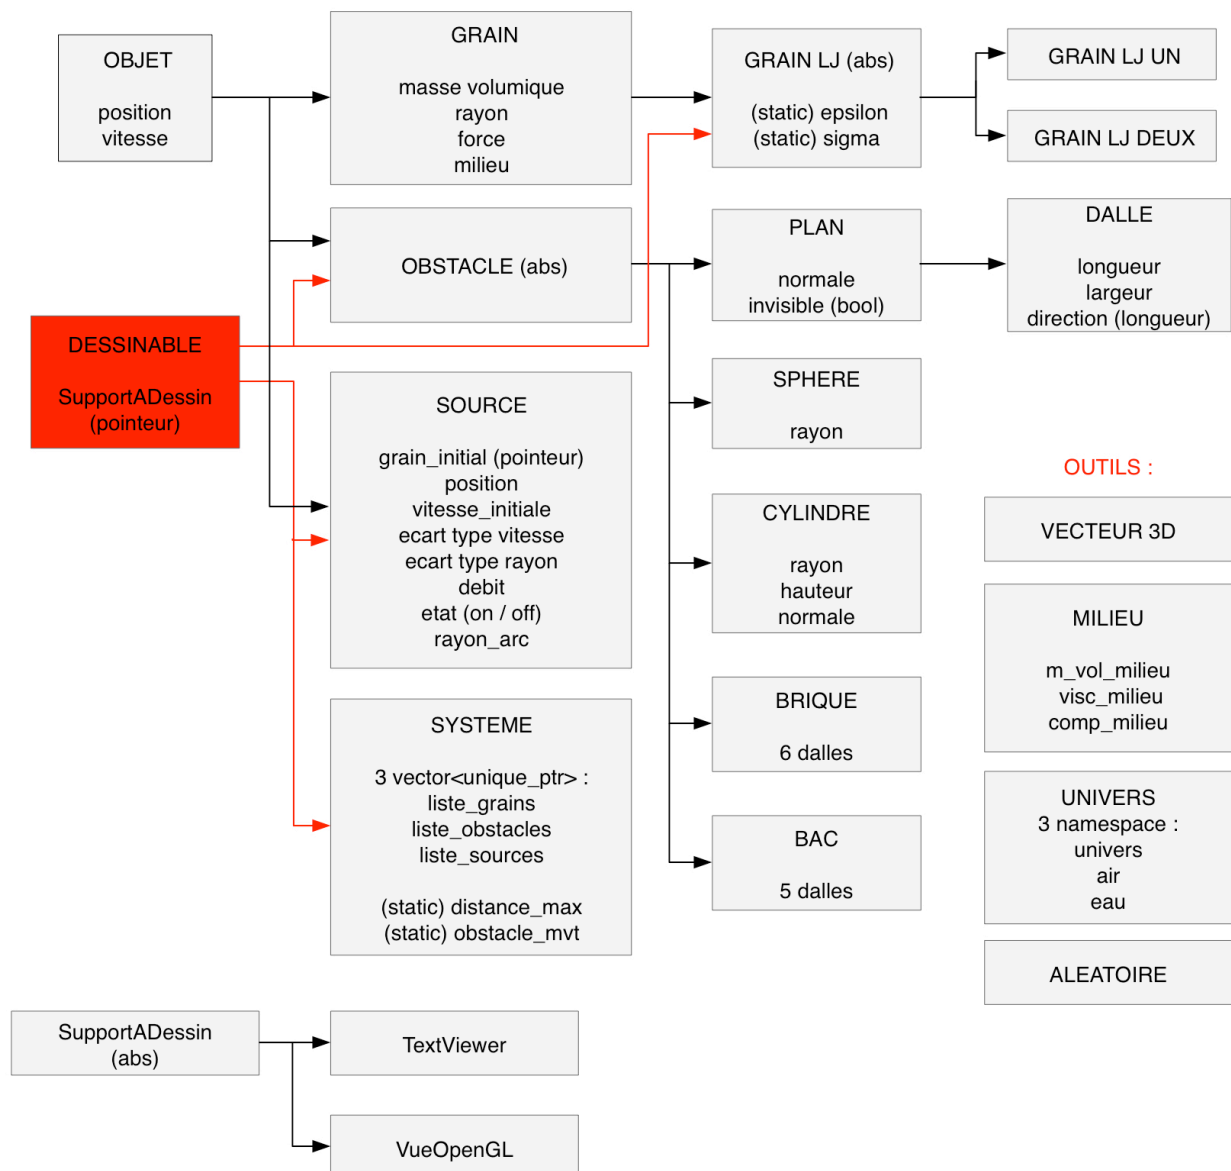 OBJET
position
vitesse
GRAIN
masse volumique
rayon
force
milieu
GRAIN LJ (abs)
(static) epsilon
(static) sigma
GRAIN LJ UN
GRAIN LJ DEUX
OBSTACLE (abs)
PLAN
normale
invisible (bool)
DALLE
longueur
largeur
direction (longueur)
DESSINABLE
SupportADessin
(pointeur)
SOURCE
grain_initial (pointeur)
position
vitesse_initiale
ecart type vitesse
ecart type rayon
debit
etat (on / off)
rayon_arc
SPHERE
rayon
CYLINDRE
rayon
hauteur
normale
OUTILS :
VECTEUR 3D
MILIEU
m_vol_milieu
visc_milieu
comp_milieu
SYSTEME
3 vector<unique_ptr> :
liste_grains
liste_obstacles
liste_sources
(static) distance_max
(static) obstacle_mvt
BRIQUE
6 dalles
BAC
5 dalles
UNIVERS
3 namespace :
univers
air
eau
ALEATOIRE
SupportADessin
(abs)
TextViewer
VueOpenGL